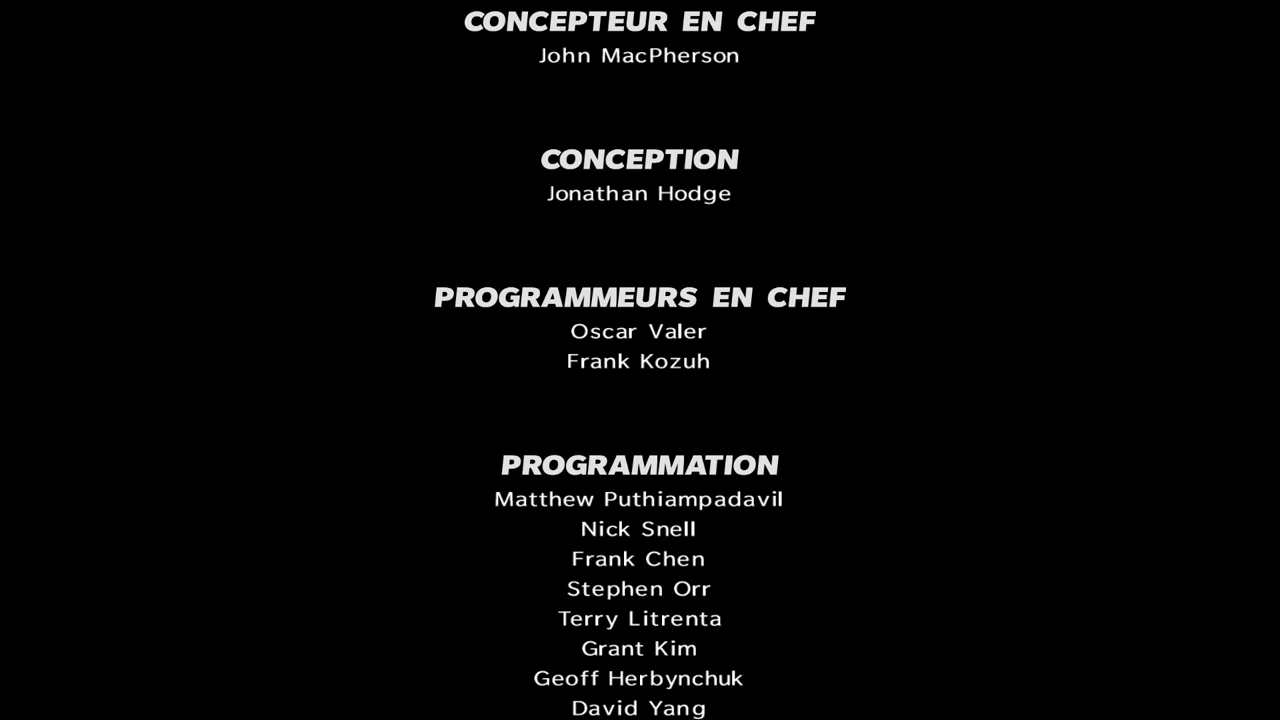 CONCEPTEUR EN CHEF
John MacPherson
CONCEPTION
Jonathan Hodge
PROGRAMMEURS EN CHEF
Oscar Valer
Frank Kozuh
PROGRAMMATION
Matthew Puthiampadavil
Nick Snell
Frank Chen
Stephen Orr
Terry Litrenta
Grant Kim
Geoff Herbynchuk
David Yang